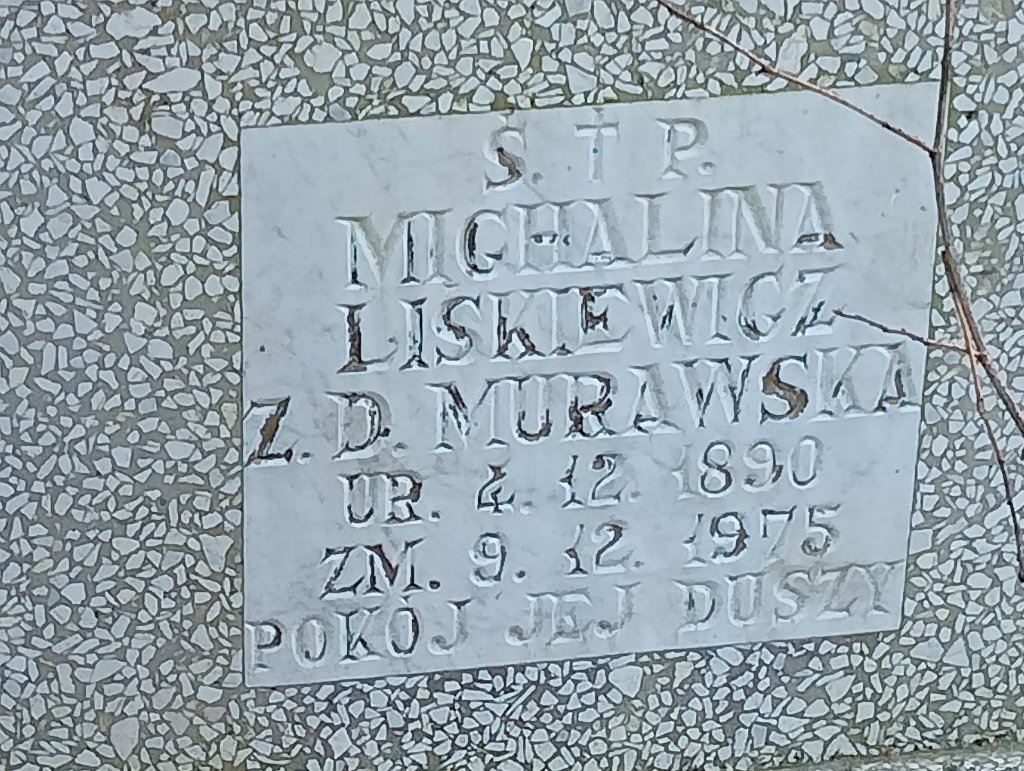 Ś. † P.
MICHALINA
LISKIEWICZ
Z. D. MURAWSKA
UR. 4. 12. 1890
ZM. 9. 12. 1975
POKÓJ JEJ DUSZY